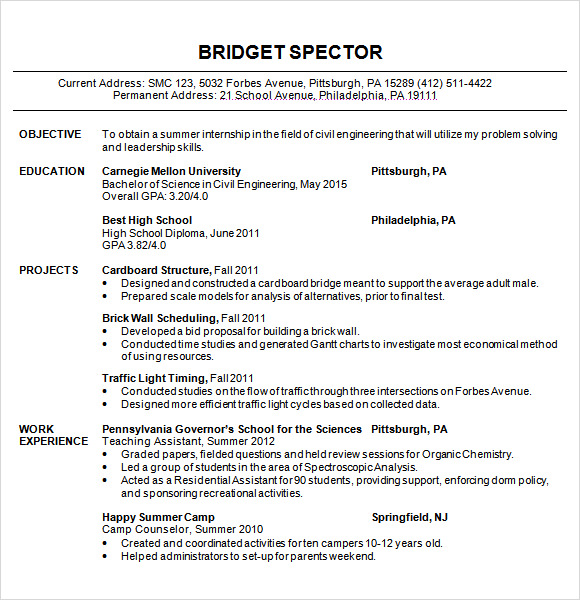 BRIDGET SPECTOR
Current Address: SMC 123, 5032 Forbes Avenue, Pittsburgh, PA 15289 (412) 511-4422
Permanent Address: 21 School Avenue, Philadelphia, PA 19111
OBJECTIVE To obtain a summer internship in the field of civil engineering that will utilize my problem solving
and leadership skills.
EDUCATION Carnegie Mellon University Pittsburgh, PA
Bachelor of Science in Civil Engineering, May 2015
Overall GPA: 3.20/4.0
Best High School Philadelphia, PA
High School Diploma, June 2011
GPA 3.82/4.0
PROJECTS Cardboard Structure, Fall 2011
• Designed and constructed a cardboard bridge meant to support the average adult male.
• Prepared scale models for analysis of alternatives, prior to final test.
Brick Wall Scheduling, Fall 2011
• Developed a bid proposal for building a brick wall.
• Conducted time studies and generated Gantt charts to investigate most economical method
of using resources.
Traffic Light Timing, Fall 2011
• Conducted studies on the flow of traffic through three intersections on Forbes Avenue.
• Designed more efficient traffic light cycles based on collected data.
WORK Pennsylvania Governor's School for the Sciences Pittsburgh, PA
EXPERIENCE Teaching Assistant, Summer 2012
• Graded papers, fielded questions and held review sessions for Organic Chemistry.
• Led a group of students in the area of Spectroscopic Analysis.
• Acted as a Residential Assistant for 90 students, providing support, enforcing dorm policy,
and sponsoring recreational activities.
Happy Summer Camp Springfield, NJ
Camp Counselor, Summer 2010
• Created and coordinated activities for ten campers 10-12 years old.
• Helped administrators to set-up for parents weekend.